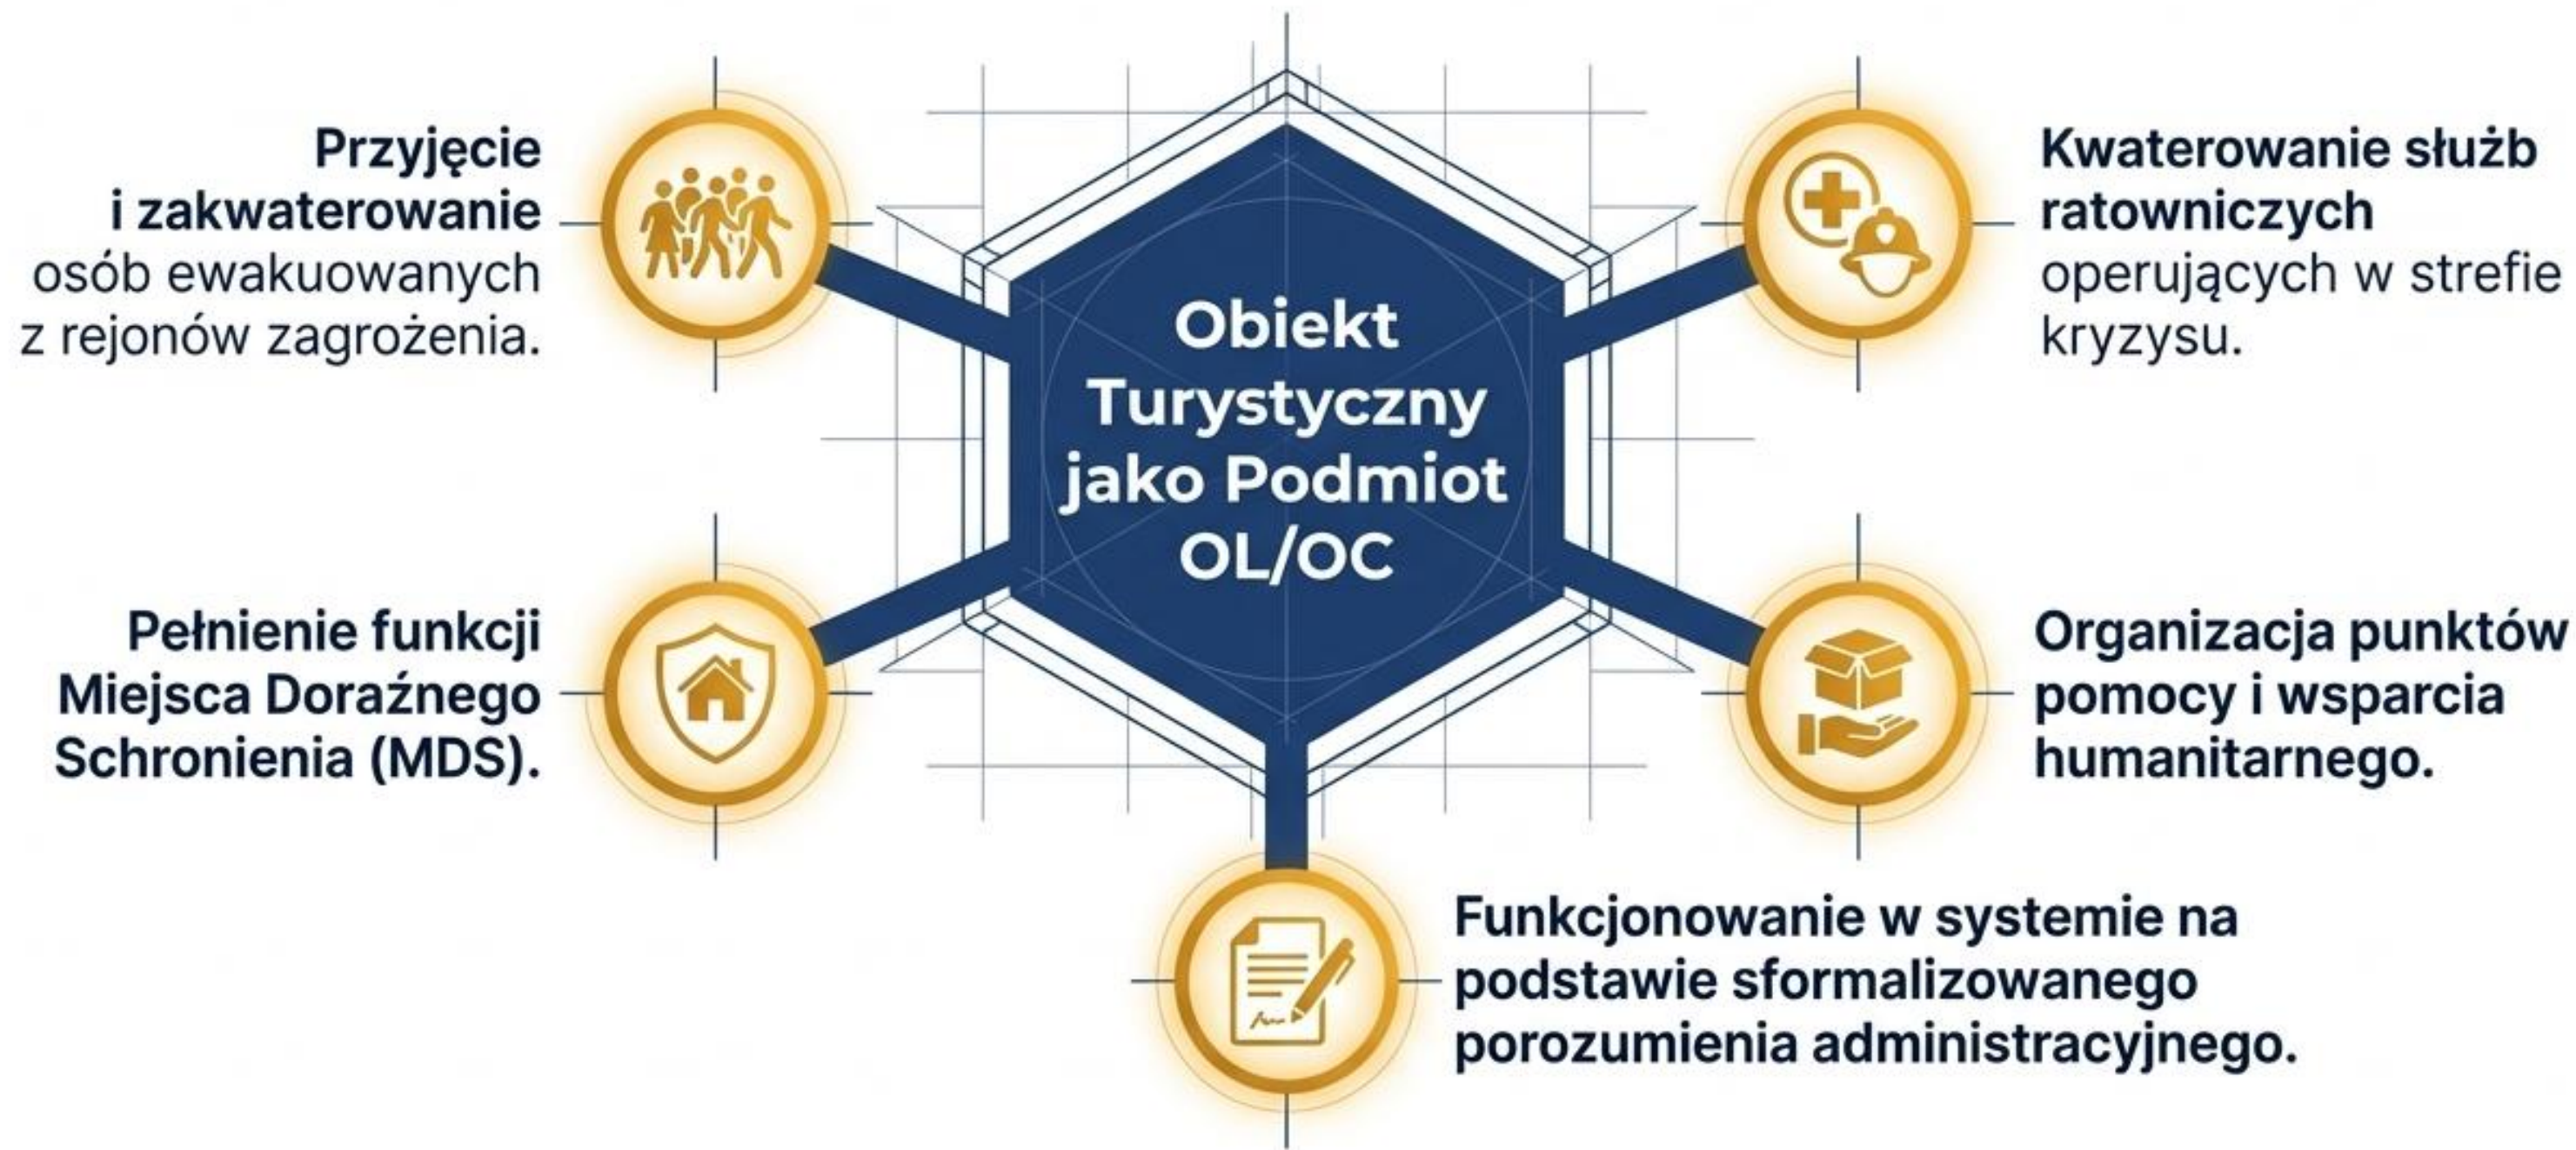 Przyjęcie
i zakwaterowanie
osób ewakuowanych
z rejonów zagrożenia.
Kwaterowanie służb
ratowniczych
operujących w strefie
kryzysu.
Obiekt
Turystyczny
jako Podmiot
OL/OC
Pełnienie funkcji
Miejsca Doraźnego
Schronienia (MDS).
Organizacja punktów
pomocy i wsparcia
humanitarnego.
Funkcjonowanie w systemie na
podstawie sformalizowanego
porozumienia administracyjnego.